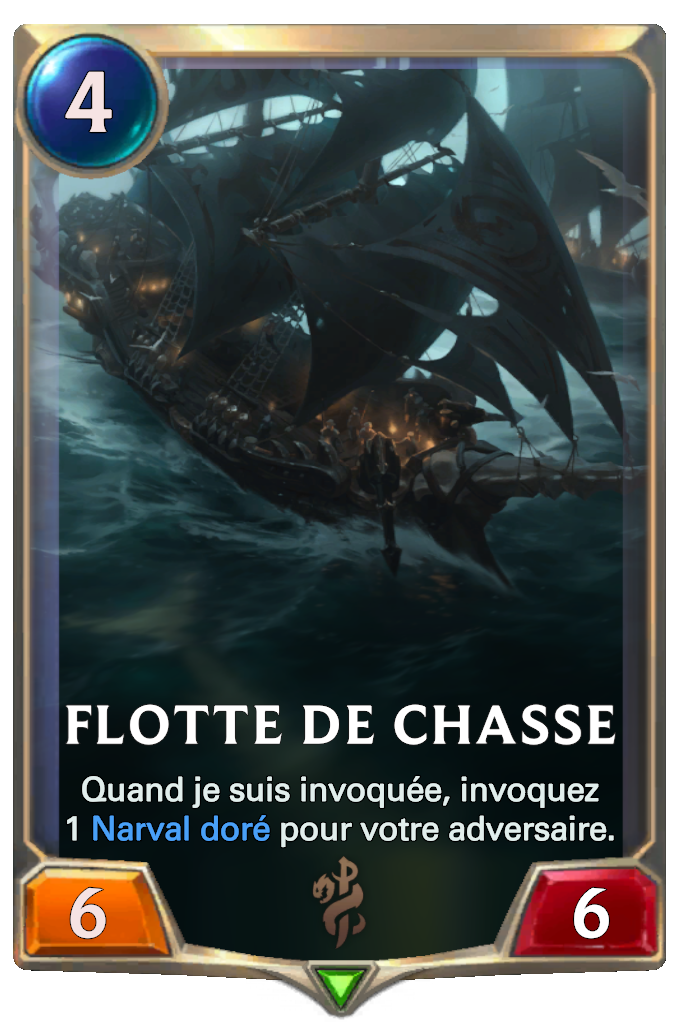 4
FLOTTE DE CHASSE
Quand je suis invoquée, invoquez
1 Narval doré pour votre adversaire.
6
6